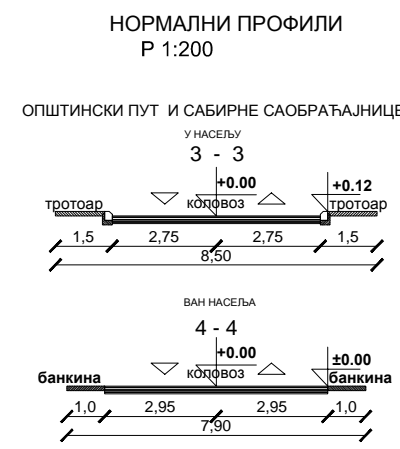 НОРМАЛНИ ПРОФИЛИ
Р 1:200
ОПШТИНСКИ ПУТ И САБИРНЕ САОБРАЋАЈНИЦЕ
У НАСЕЉУ
3 - 3
+0.00 +0.12
тротоар коловоз тротоар
1,5 2,75 2,75 1,5
8,50
ВАН НАСЕЉА
4 - 4
+0.00 ±0.00
банкина коловоз банкина
1,0 2,95 2,95 1,0
7,90